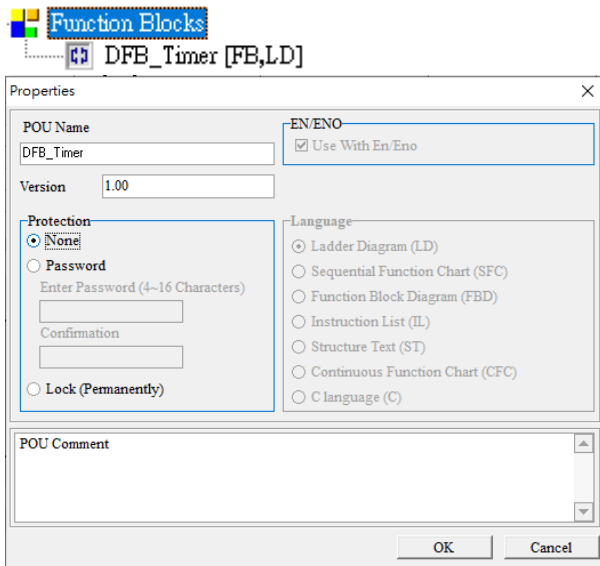 Function Blocks
DFB_Timer [FB,LD]
Properties
POU Name
DFB_Timer
Version 1.00
EN/ENO
Use With En/Eno
Protection
None
Password
Enter Password (4~16 Characters)
Confirmation
Lock (Permanently)
Language
Ladder Diagram (LD)
Sequential Function Chart (SFC)
Function Block Diagram (FBD)
Instruction List (IL)
Structure Text (ST)
Continuous Function Chart (CFC)
C language (C)
POU Comment
OK Cancel